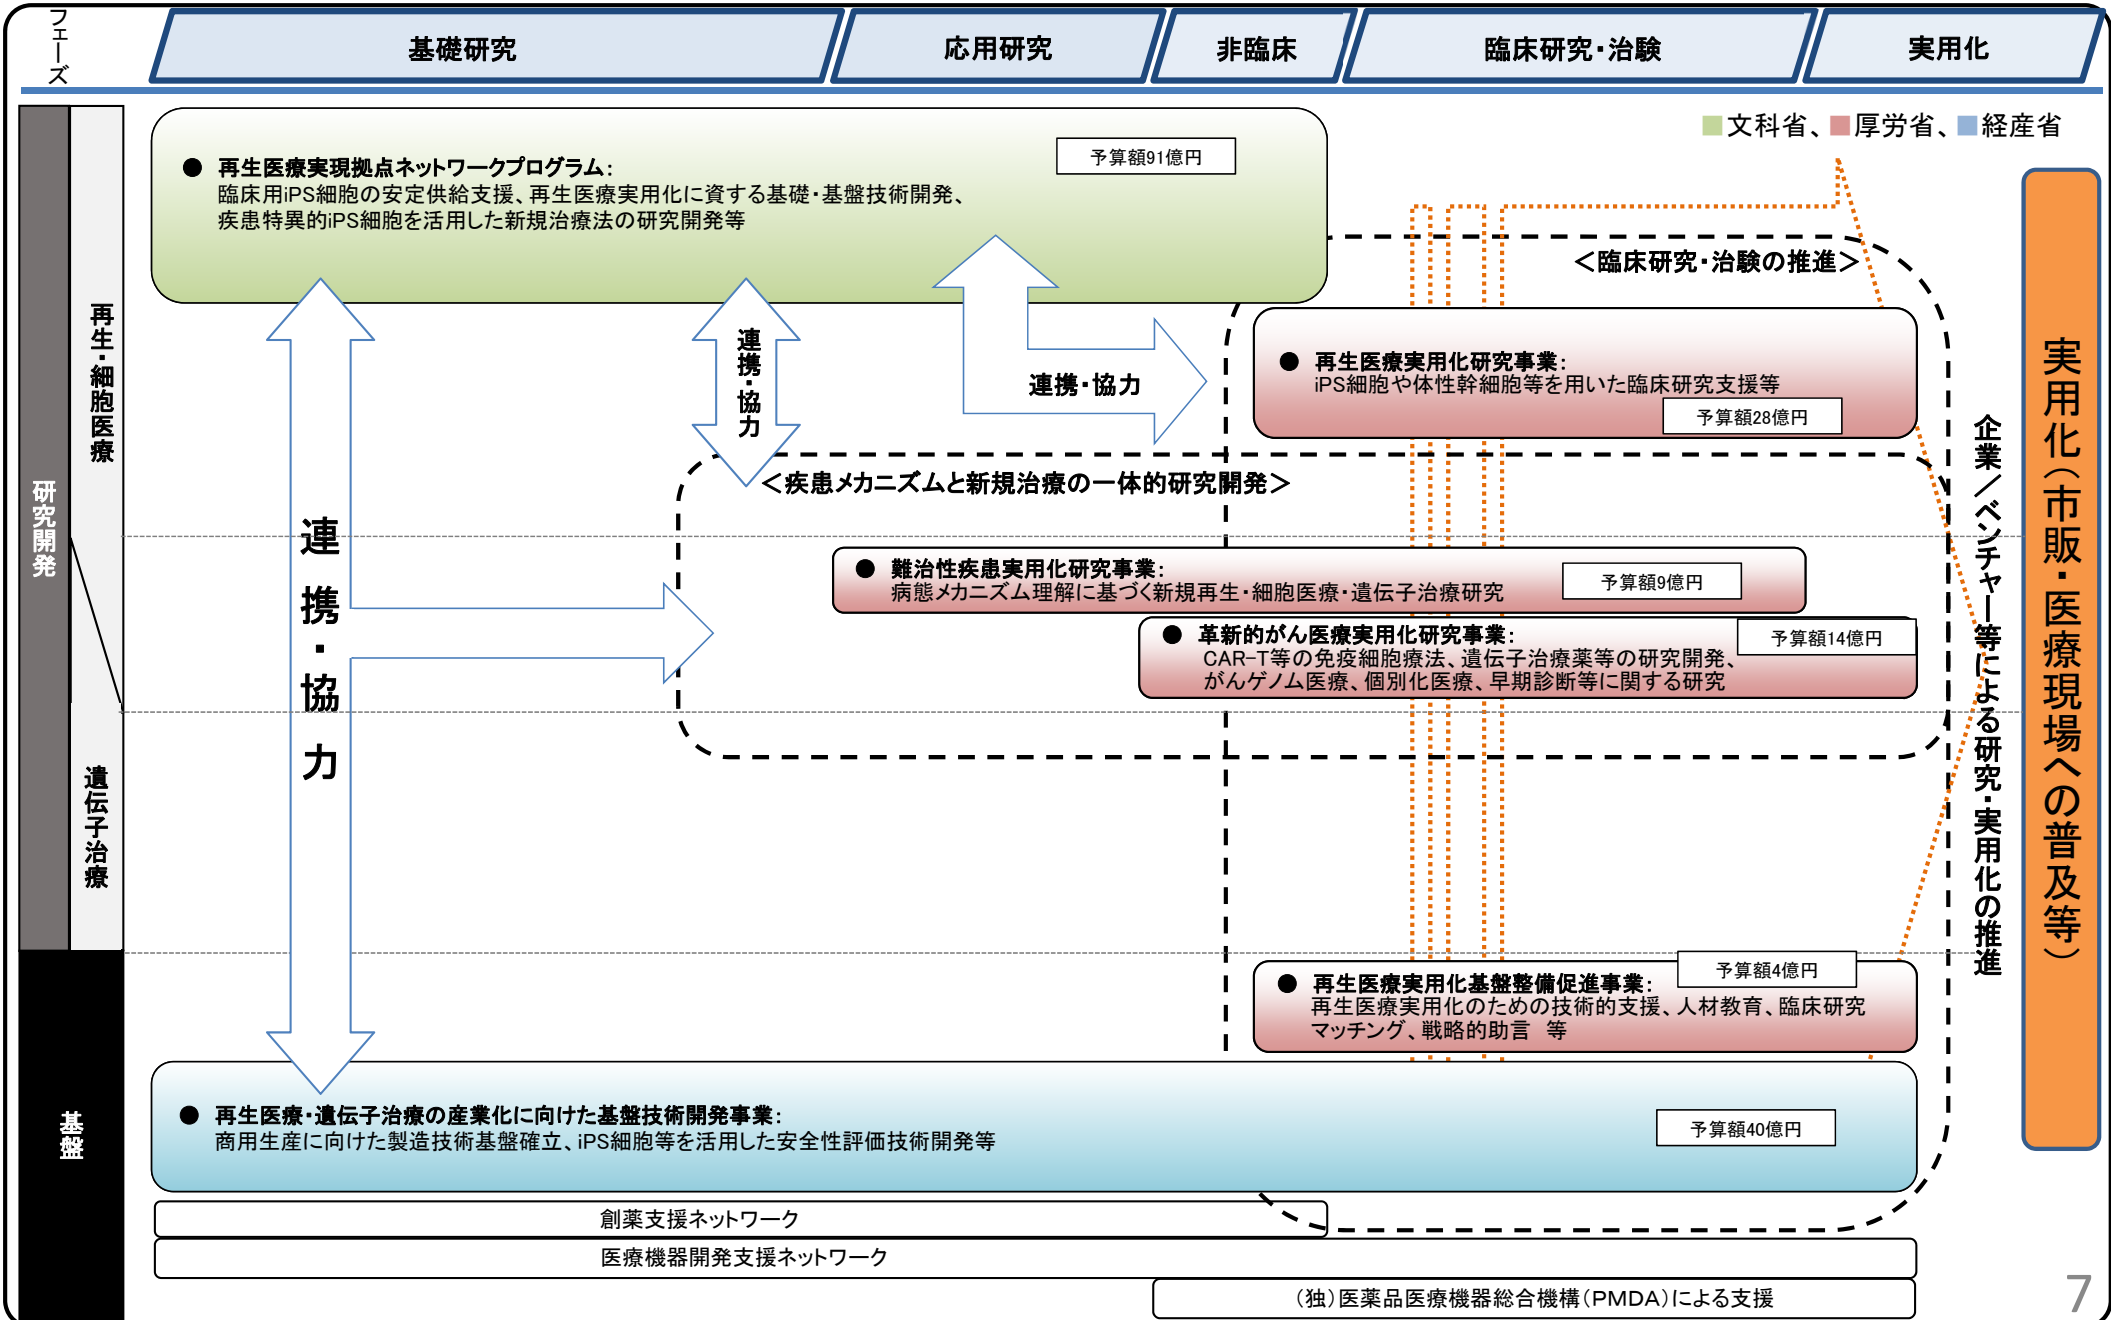 フェーズ
基礎研究
応用研究
非臨床
臨床研究・治験
実用化
■文科省、■厚労省、■経産省
研究開発
再生・細胞医療
遺伝子治療
基盤
● 再生医療実現拠点ネットワークプログラム:
予算額91億円
臨床用iPS細胞の安定供給支援、再生医療実用化に資する基礎・基盤技術開発、
疾患特異的iPS細胞を活用した新規治療法の研究開発等
<臨床研究・治験の推進>
連携・協力
連携・協力
連携・協力
● 再生医療実用化研究事業:
iPS細胞や体性幹細胞等を用いた臨床研究支援等
予算額28億円
<疾患メカニズムと新規治療の一体的研究開発>
● 難治性疾患実用化研究事業:
病態メカニズム理解に基づく新規再生・細胞医療・遺伝子治療研究
予算額9億円
● 革新的がん医療実用化研究事業:
予算額14億円
CAR-T等の免疫細胞療法、遺伝子治療薬等の研究開発、
がんゲノム医療、個別化医療、早期診断等に関する研究
企業/ベンチャー等による研究・実用化の推進
実用化(市販・医療現場への普及等)
予算額4億円
● 再生医療実用化基盤整備促進事業:
再生医療実用化のための技術的支援、人材教育、臨床研究
マッチング、戦略的助言 等
● 再生医療・遺伝子治療の産業化に向けた基盤技術開発事業:
商用生産に向けた製造技術基盤確立、iPS細胞等を活用した安全性評価技術開発等
予算額40億円
創薬支援ネットワーク
医療機器開発支援ネットワーク
(独)医薬品医療機器総合機構(PMDA)による支援
7